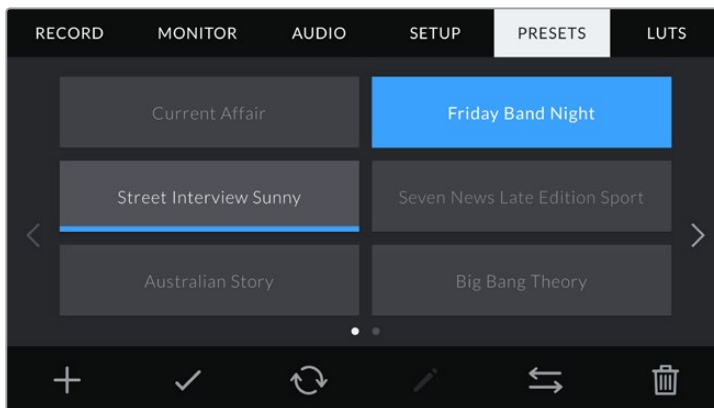 RECORD MONITOR AUDIO SETUP PRESETS LUTS
Current Affair Friday Band Night
Street Interview Sunny Seven News Late Edition Sport
Australian Story Big Bang Theory